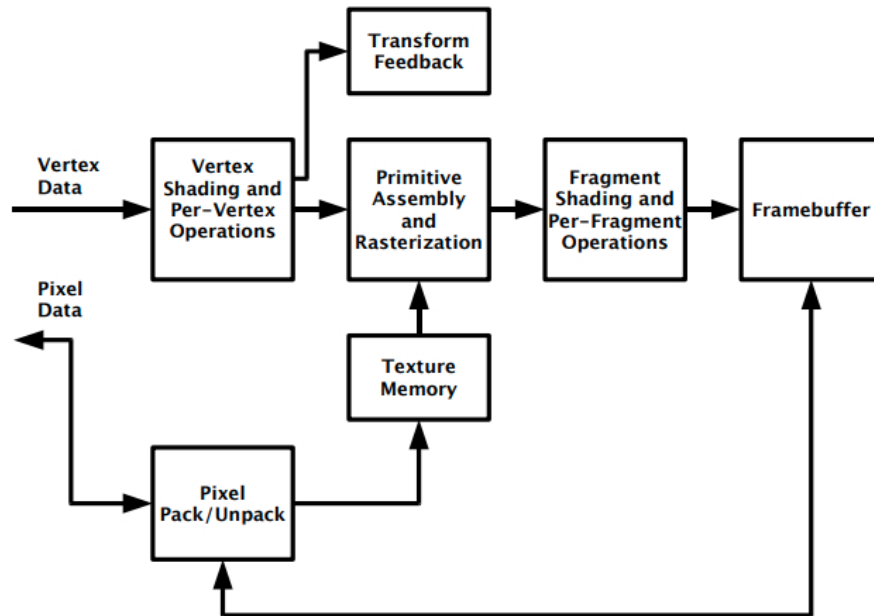 Transform
Feedback
Vertex
Data
Vertex
Shading and
Per-Vertex
Operations
Primitive
Assembly
and
Rasterization
Fragment
Shading and
Per-Fragment
Operations
Framebuffer
Pixel
Data
Texture
Memory
Pixel
Pack/Unpack